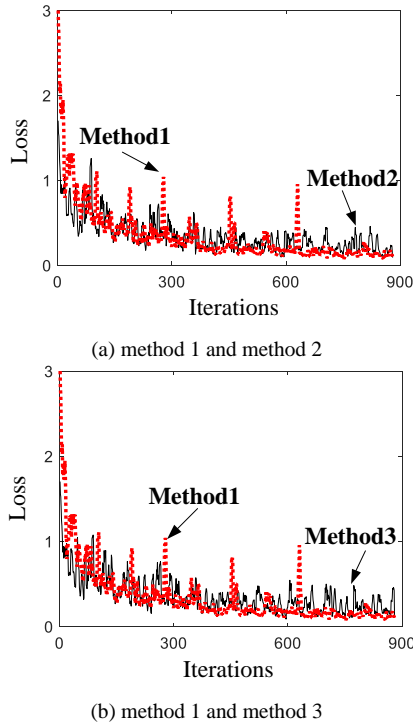 3
2
1
0
Loss
Method1
Method2
0
300
600
900
Iterations
(a) method 1 and method 2
3
2
1
0
Loss
Method1
Method3
0
300
600
900
Iterations
(b) method 1 and method 3